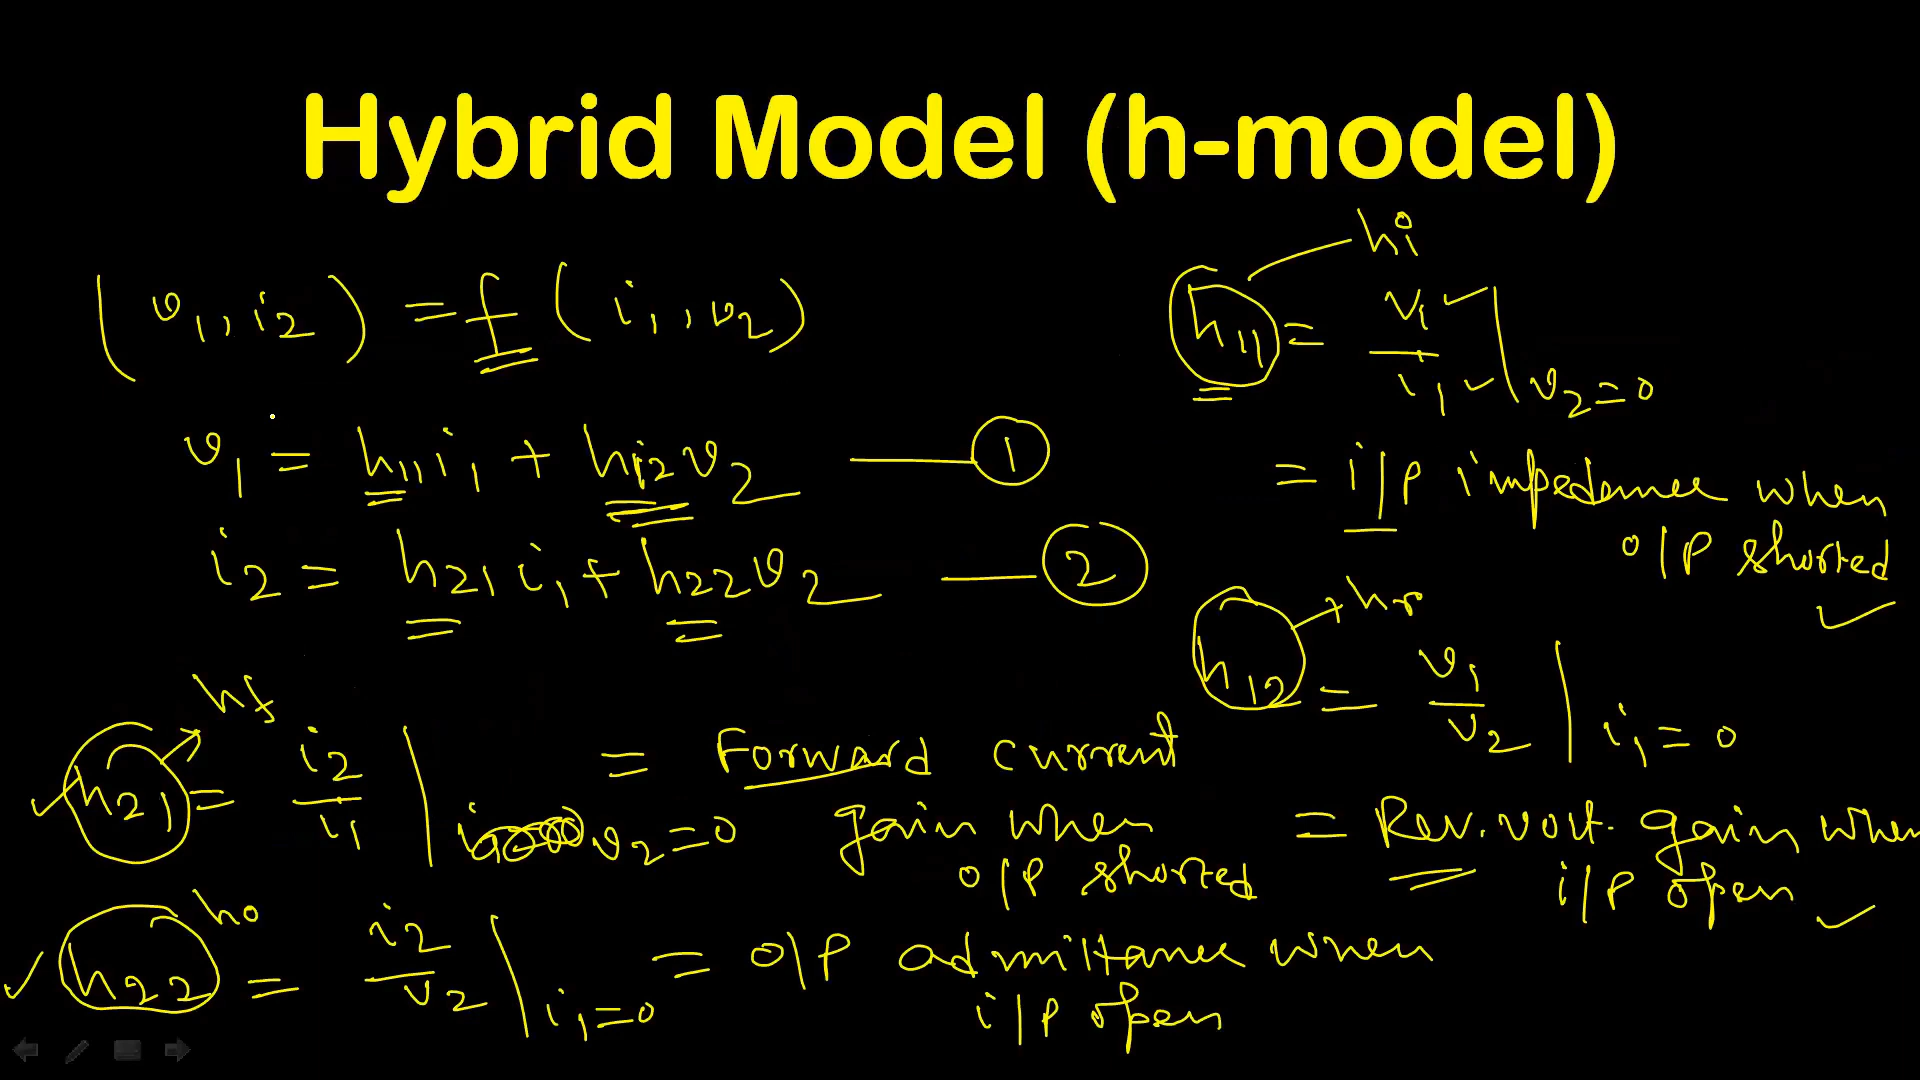 Hybrid Model (h-model)
(v1, i2) = f (i1, v2)
v1 = h11 i1 + h12 v2 —— 1
i2 = h21 i1 + h22 v2 —— 2
hi
h11 = v1 / i1 | v2 = 0
= i/p impedance when
o/p shorted
hr
h12 = v1 / v2 | i1 = 0
= Rev. volt. gain when
i/p open
hf
h21 = i2 / i1 | v2 = 0 = Forward current
gain when
o/p shorted
ho
h22 = i2 / v2 | i1 = 0 = o/p admittance when
i/p open